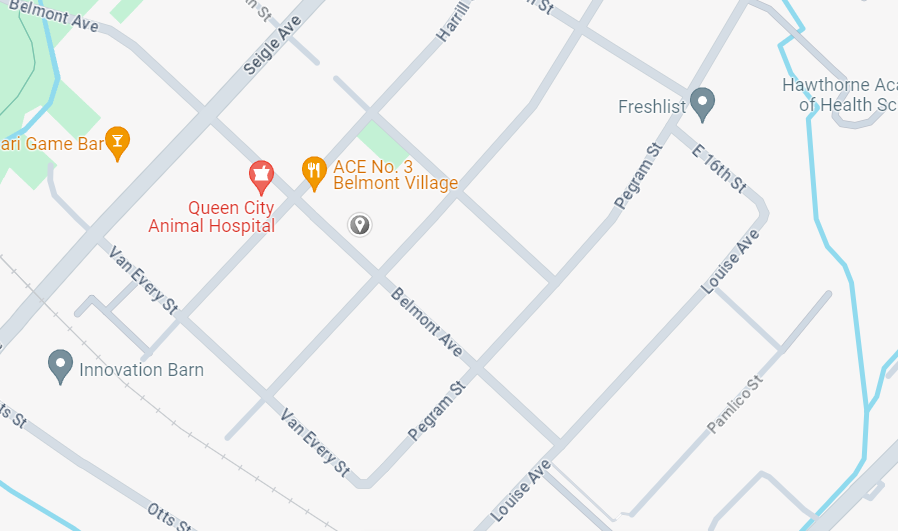 Belmont Ave
Seigle Ave
Harrill
Freshlist
Hawthorne Aca
of Health Sc
ari Game Bar
ACE No. 3
Belmont Village
Queen City
Animal Hospital
Pegram St
E 16th St
Louise Ave
Van Every St
Belmont Ave
Innovation Barn
Pegram St
Van Every St
Pamlico St
Louise Ave
Otts St